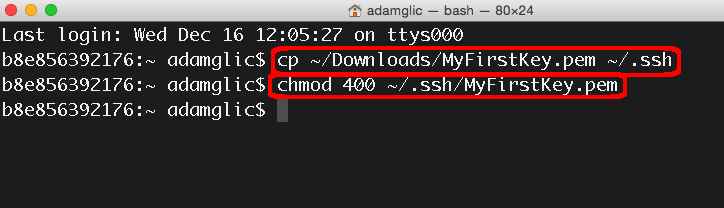 adamglic — bash — 80×24
Last login: Wed Dec 16 12:05:27 on ttys000
b8e856392176:~ adamglic$ cp ~/Downloads/MyFirstKey.pem ~/.ssh
b8e856392176:~ adamglic$ chmod 400 ~/.ssh/MyFirstKey.pem
b8e856392176:~ adamglic$